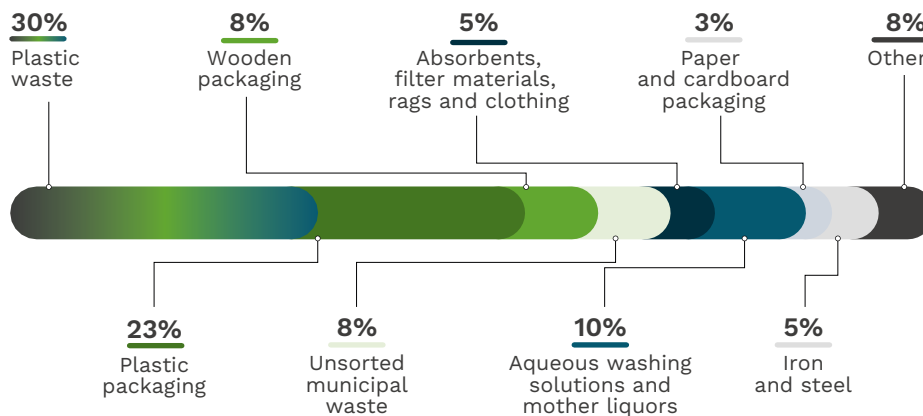 30%
Plastic
waste
8%
Wooden
packaging
5%
Absorbents,
filter materials,
rags and clothing
3%
Paper
and cardboard
packaging
8%
Other
23%
Plastic
packaging
8%
Unsorted
municipal
waste
10%
Aqueous washing
solutions and
mother liquors
5%
Iron
and steel